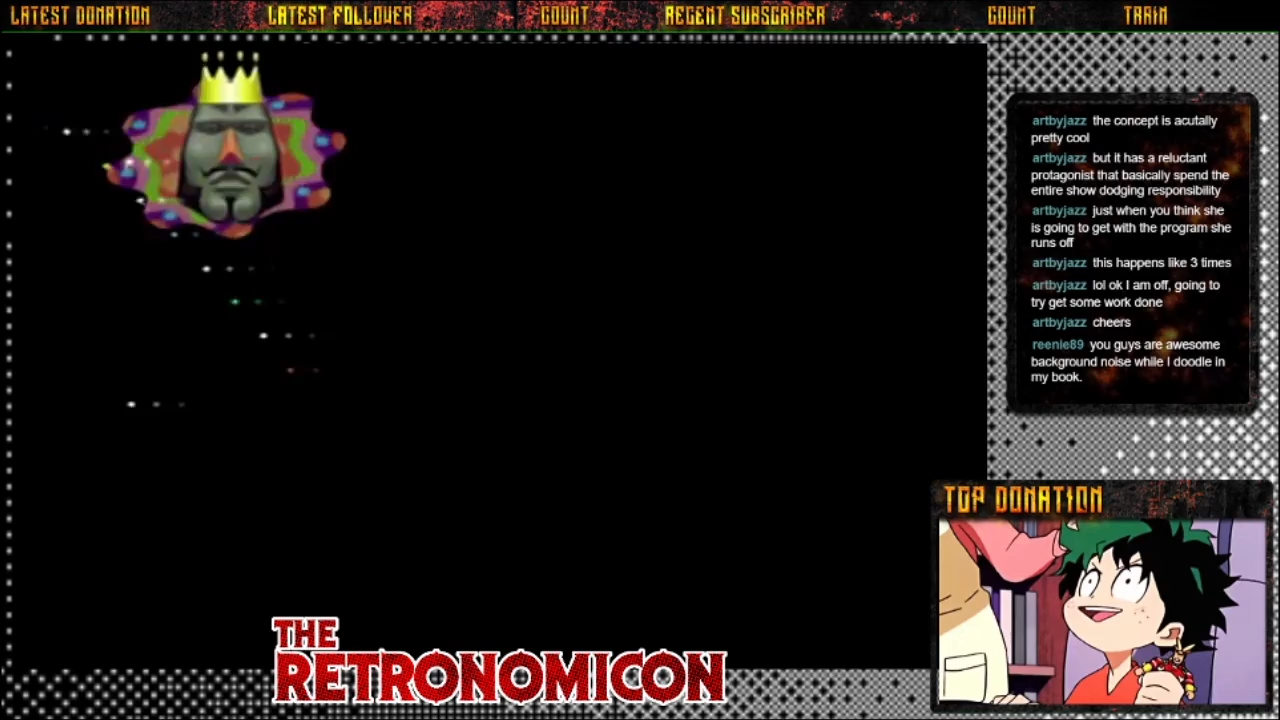 LATEST DONATION LATEST FOLLOWER COUNT RECENT SUBSCRIBER COUNT TRAIN
artbyjazz the concept is acutally
pretty cool
artbyjazz but it has a reluctant
protagonist that basically spend the
entire show dodging responsibility
artbyjazz just when you think she
is going to get with the program she
runs off
artbyjazz this happens like 3 times
artbyjazz lol ok I am off, going to
try get some work done
artbyjazz cheers
reenie89 you guys are awesome
background noise while I doodle in
my book.
TOP DONATION
THE
RETRONOMICON